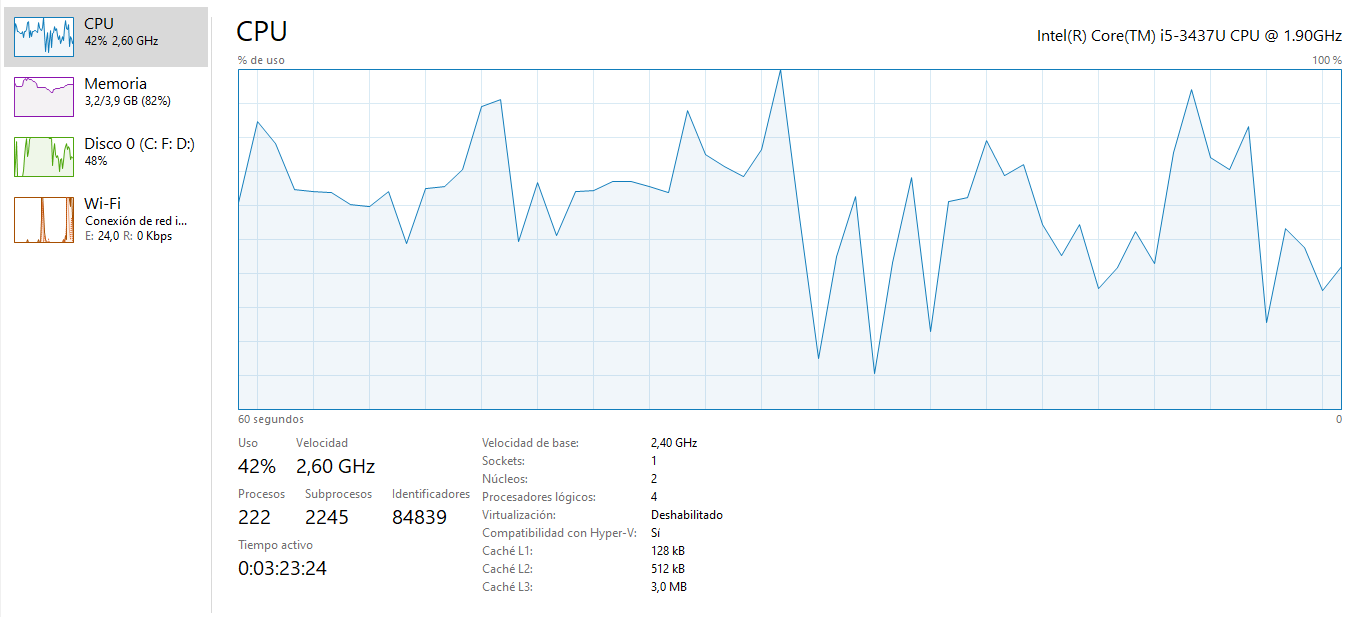 CPU
42% 2,60 GHz
Memoria
3,2/3,9 GB (82%)
Disco 0 (C: F: D:)
48%
Wi-Fi
Conexión de red i...
E: 24,0 R: 0 Kbps
CPU
Intel(R) Core(TM) i5-3437U CPU @ 1.90GHz
% de uso
100 %
60 segundos
0
Uso
Velocidad
42%
2,60 GHz
Procesos
Subprocesos
Identificadores
222
2245
84839
Tiempo activo
0:03:23:24
Velocidad de base: 2,40 GHz
Sockets: 1
Núcleos: 2
Procesadores lógicos: 4
Virtualización: Deshabilitado
Compatibilidad con Hyper-V: Sí
Caché L1: 128 kB
Caché L2: 512 kB
Caché L3: 3,0 MB